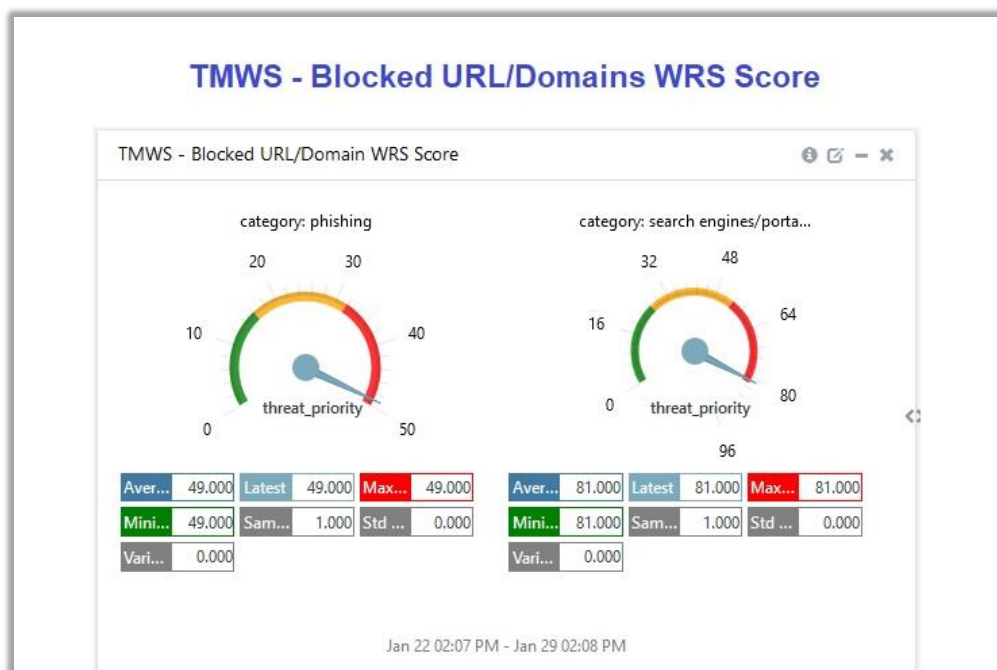 TMWS - Blocked URL/Domains WRS Score
TMWS - Blocked URL/Domain WRS Score
category: phishing
20 30
10 40
threat_priority
0 50
Aver... 49.000 Latest 49.000 Max... 49.000
Mini... 49.000 Sam... 1.000 Std ... 0.000
Vari... 0.000
category: search engines/porta...
32 48
16 64
0 threat_priority 80
96
Aver... 81.000 Latest 81.000 Max... 81.000
Mini... 81.000 Sam... 1.000 Std ... 0.000
Vari... 0.000
Jan 22 02:07 PM - Jan 29 02:08 PM